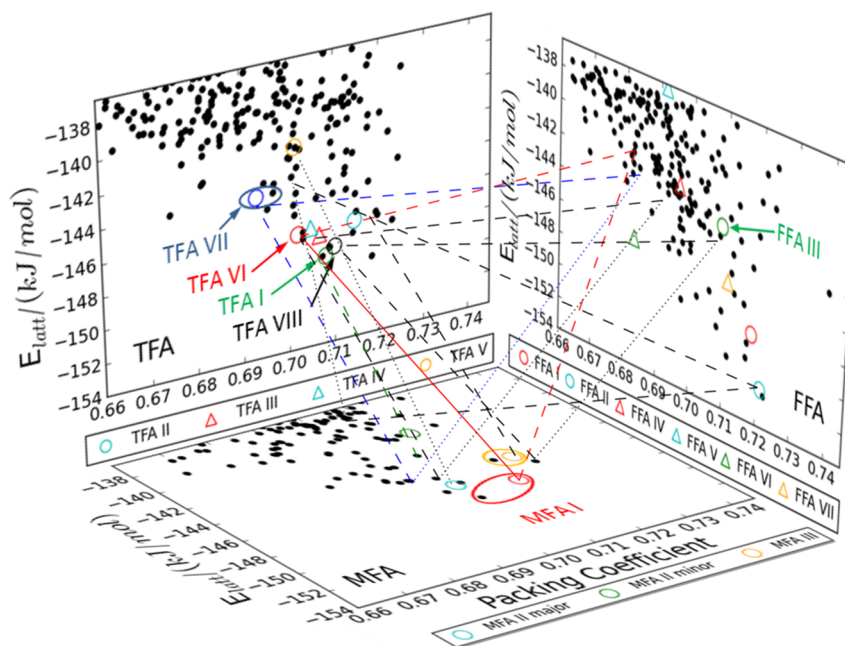 E_latt/(kJ/mol)
−138
−140
−142
−144
−146
−148
−150
−152
−154
0.66 0.67 0.68 0.69 0.70 0.71 0.72 0.73 0.74
TFA VII
TFA VI
TFA I
TFA VIII
TFA
TFA II TFA III TFA IV TFA V
E_latt/(kJ/mol)
−138
−140
−142
−144
−146
−148
−150
−152
−154
0.66 0.67 0.68 0.69 0.70 0.71 0.72 0.73 0.74
FFA III
FFA
FFA I FFA II FFA IV FFA V FFA VI FFA VII
E_latt/(kJ/mol)
−138
−140
−142
−144
−146
−148
−150
−152
−154
0.66 0.67 0.68 0.69 0.70 0.71 0.72 0.73 0.74
MFA I
MFA
Packing Coefficient
MFA II major MFA II minor MFA III